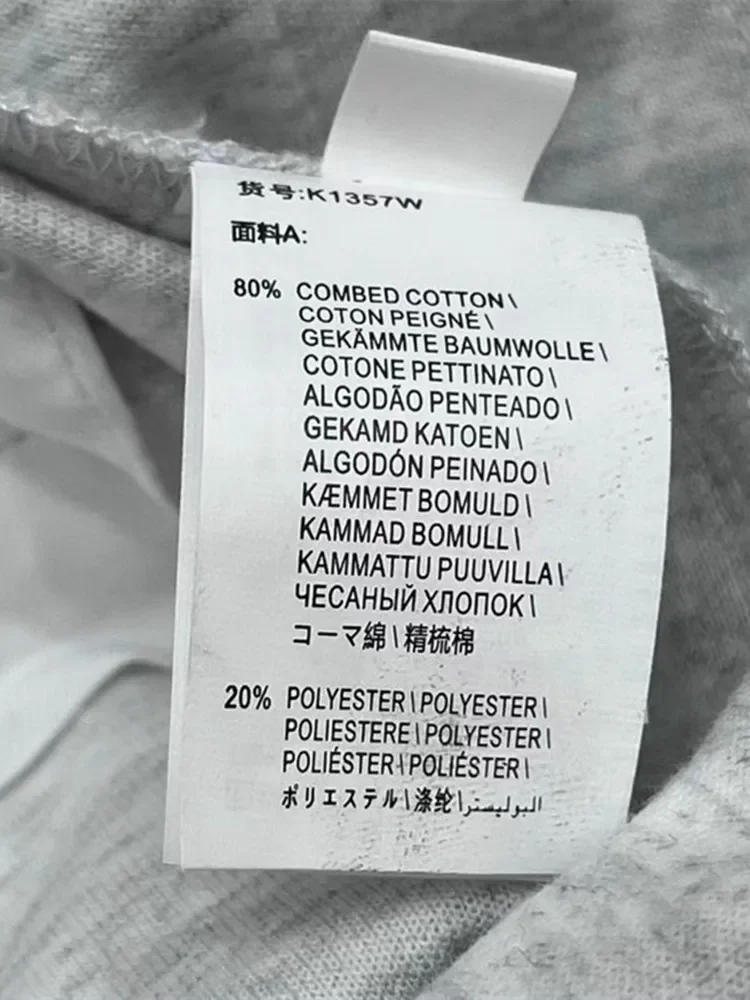 货号:K1357W
面料A:
80% COMBED COTTON\
COTON PEIGNÉ\
GEKÄMMTE BAUMWOLLE\
COTONE PETTINATO\
ALGODÃO PENTEADO\
GEKAMD KATOEN\
ALGODÓN PEINADO\
KÆMMET BOMULD\
KAMMAD BOMULL\
KAMMATTU PUUVILLA\
ЧЕСАНЫЙ ХЛОПОК\
コーマ綿\精梳棉
20% POLYESTER\POLYESTER\
POLIESTERE\POLYESTER\
POLIÉSTER\POLIÉSTER\
ポリエステル\涤纶\البوليسترا